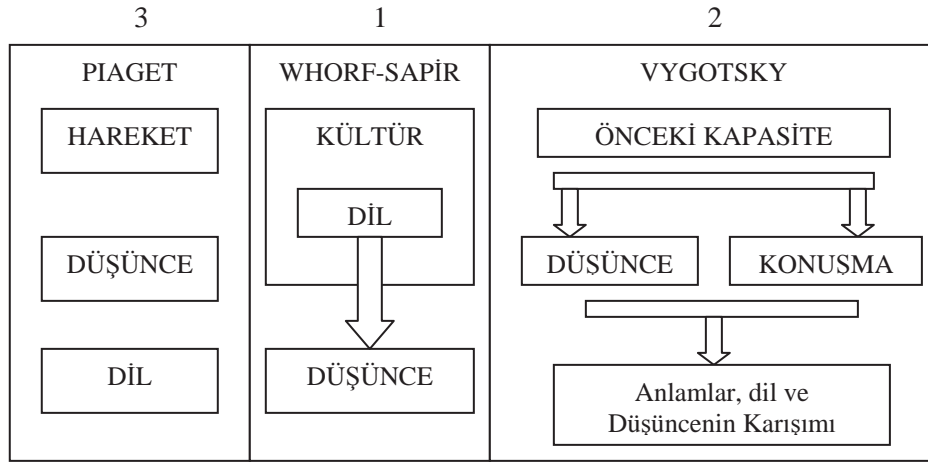 3 1 2
PIAGET WHORF-SAPİR VYGOTSKY
HAREKET KÜLTÜR ÖNCEKİ KAPASİTE
DİL
DÜŞÜNCE DÜŞÜNCE KONUŞMA
DİL DÜŞÜNCE
Anlamlar, dil ve
Düşüncenin Karışımı